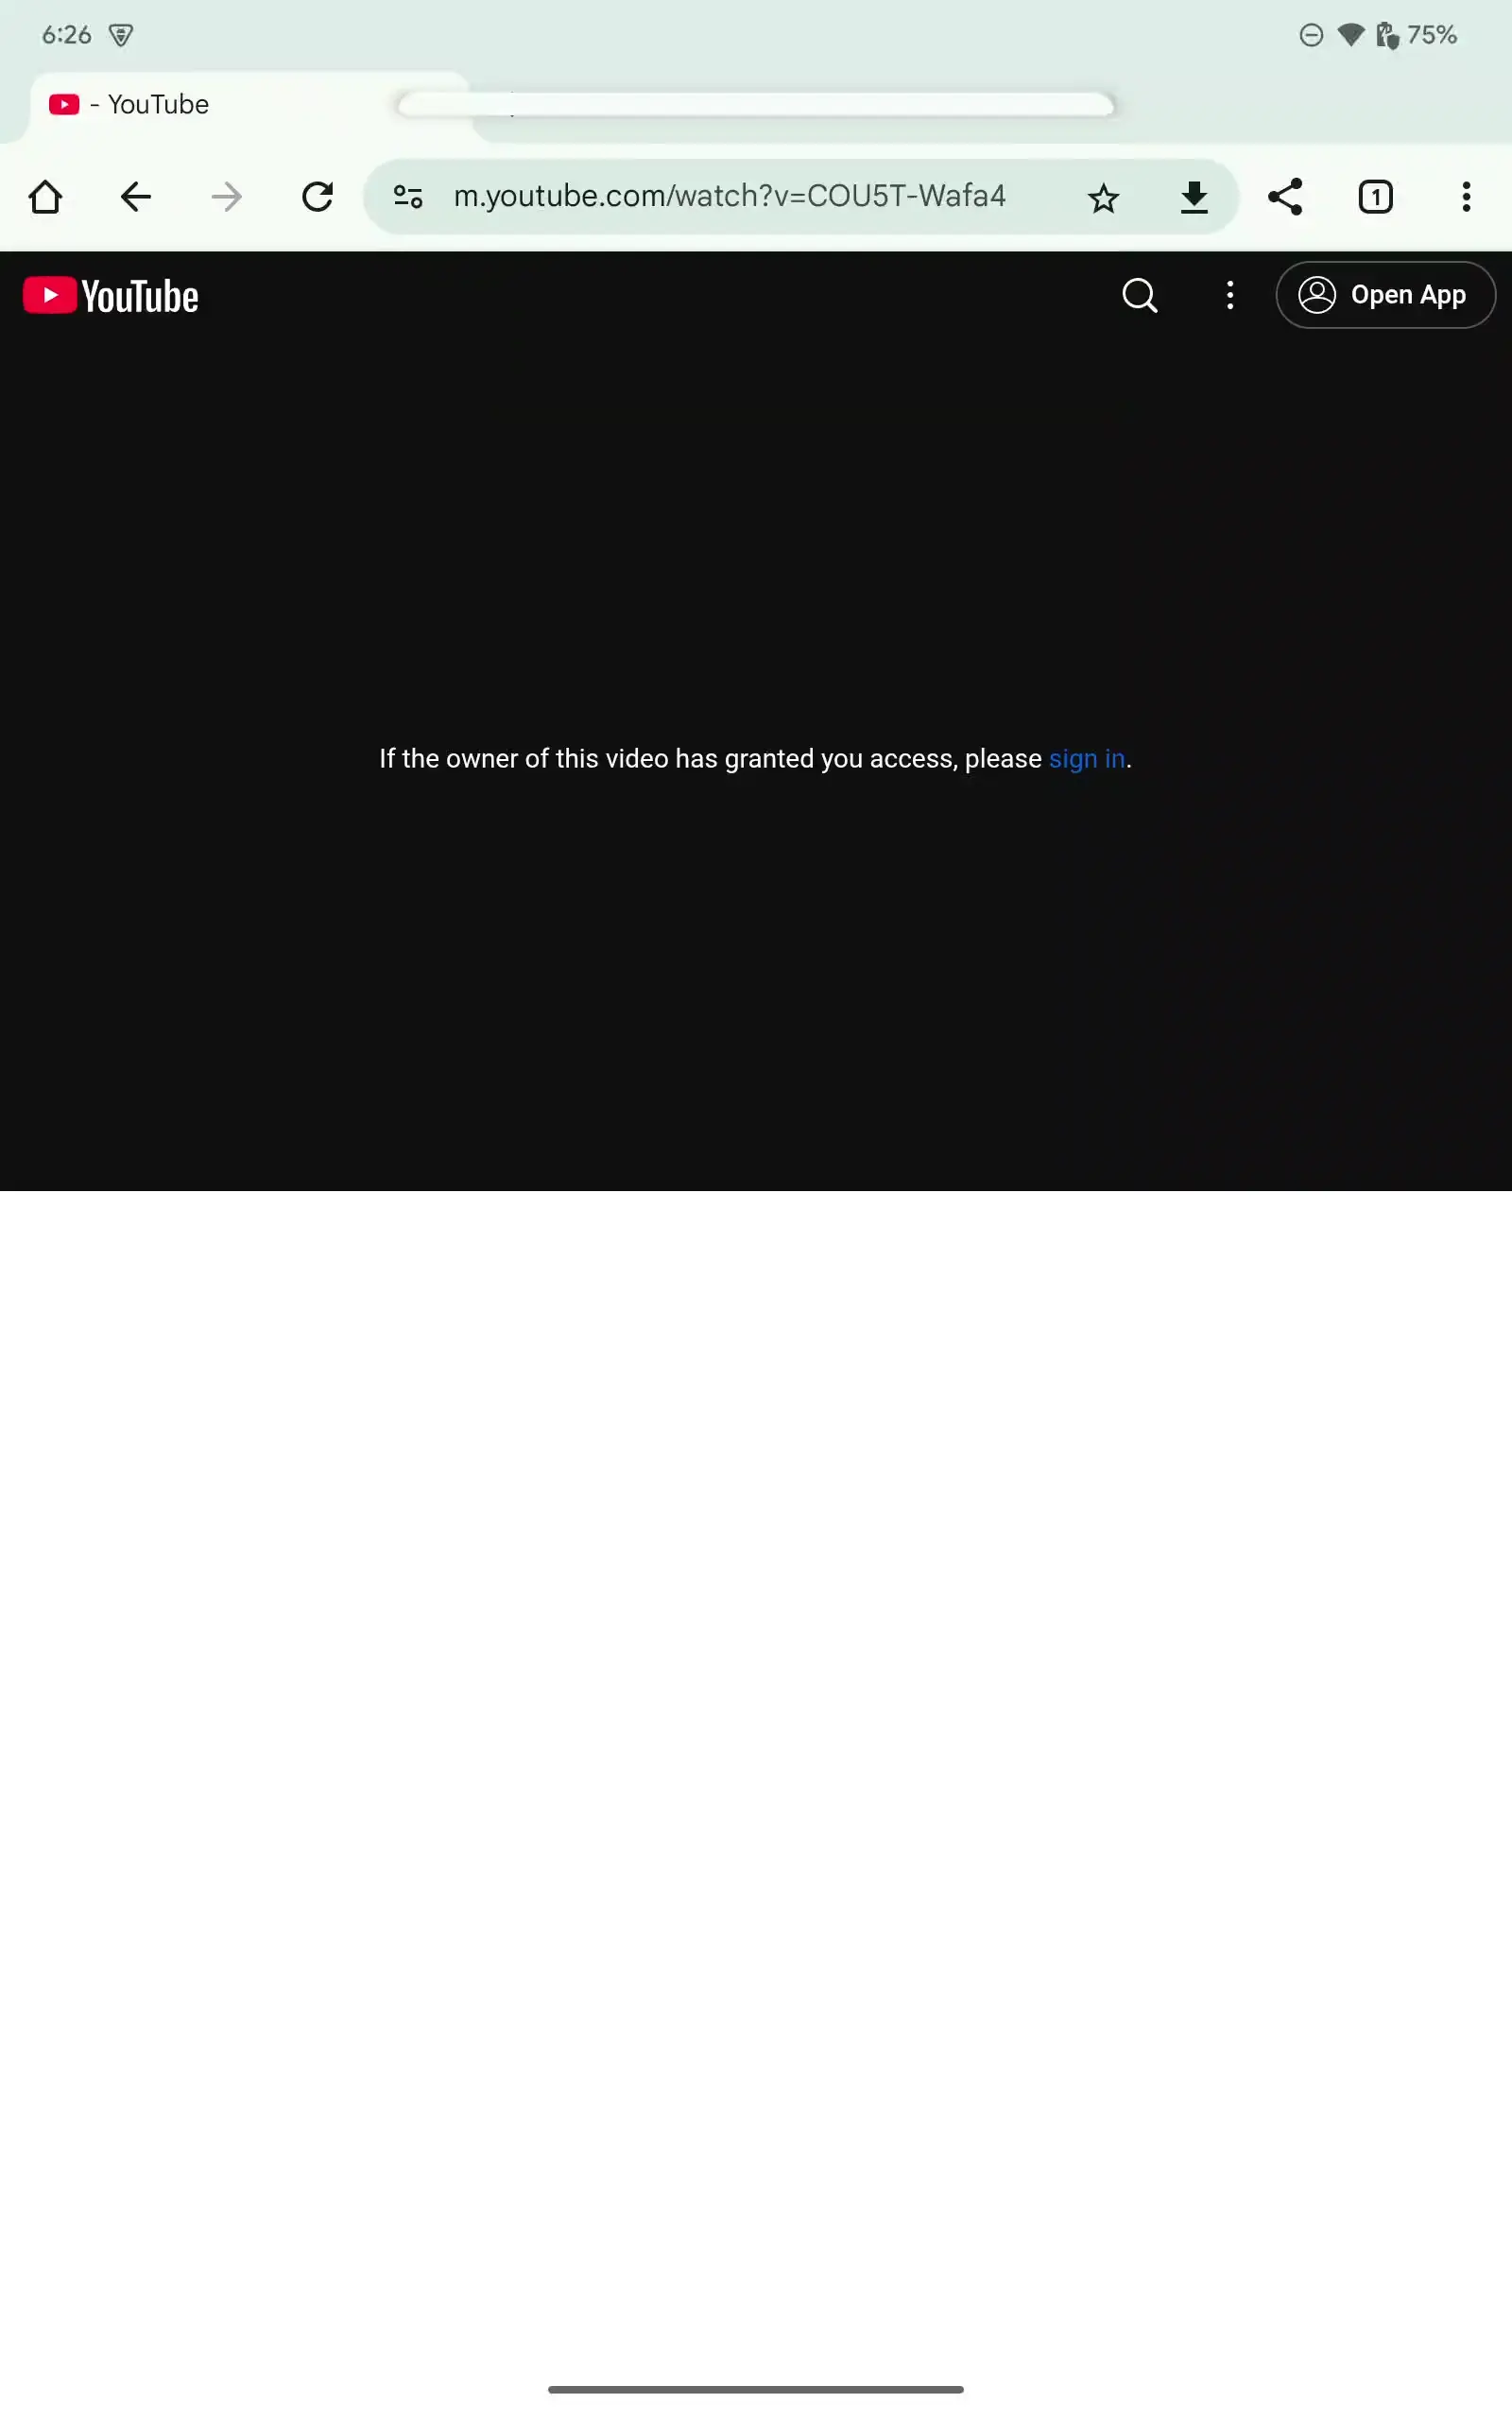 6:26 75%
- YouTube
m.youtube.com/watch?v=COU5T-Wafa4 1
YouTube Open App
If the owner of this video has granted you access, please sign in.